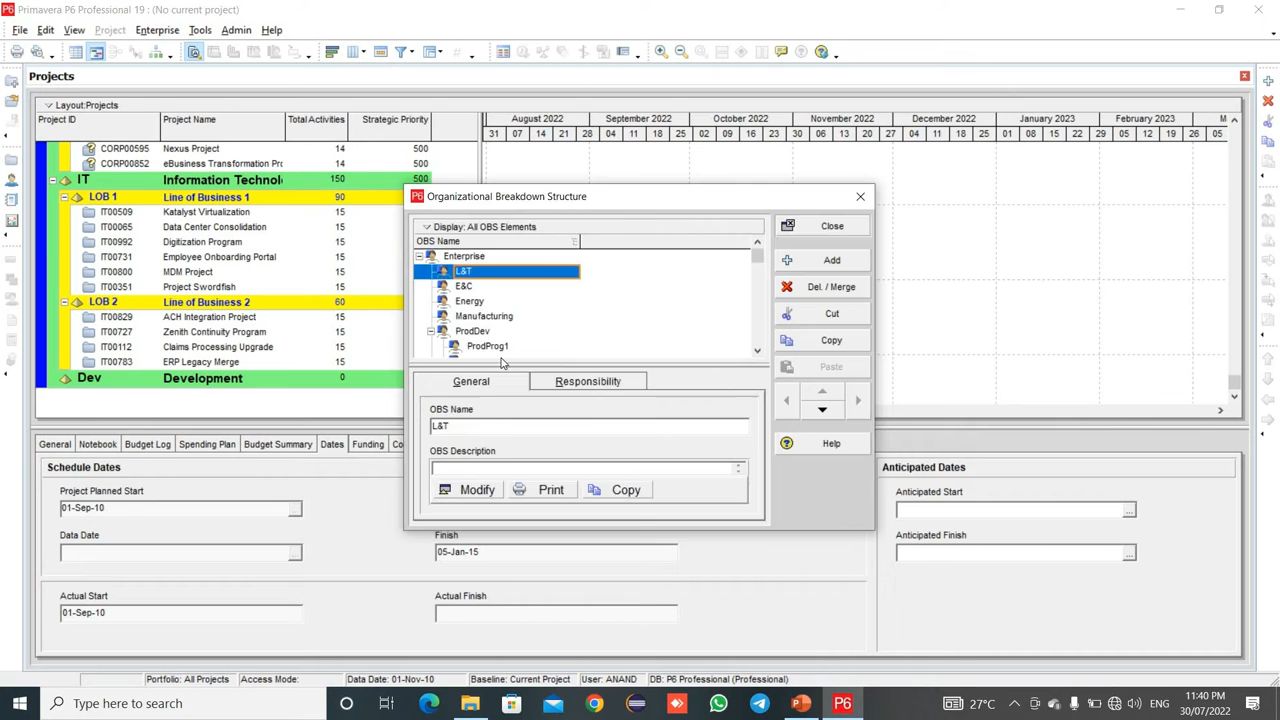 P6 Primavera P6 Professional 19 : (No current project)
File Edit View Project Enterprise Tools Admin Help
Projects
Layout:Projects
Project ID Project Name Total Activities Strategic Priority
August 2022 September 2022 October 2022 November 2022 December 2022 January 2023 February 2023 M
31 07 14 21 28 04 11 18 25 02 09 16 23 30 06 13 20 27 04 11 18 25 01 08 15 22 29 05 12 19 26 05
CORP00595 Nexus Project 14 500
CORP00852 eBusiness Transformation Prc 14 500
IT Information Technol 150 500
LOB 1 Line of Business 1 90
IT00509 Katalyst Virtualization 15
IT00065 Data Center Consolidation 15
IT00992 Digitization Program 15
IT00731 Employee Onboarding Portal 15
IT00800 MDM Project 15
IT00351 Project Swordfish 15
LOB 2 Line of Business 2 60
IT00829 ACH Integration Project 15
IT00727 Zenith Continuity Program 15
IT00112 Claims Processing Upgrade 15
IT00783 ERP Legacy Merge 15
Dev Development 0
P6 Organizational Breakdown Structure
Display: All OBS Elements
OBS Name
Enterprise
L&T
E&C
Energy
Manufacturing
ProdDev
ProdProg1
Close
Add
Del. / Merge
Cut
Copy
Paste
Help
General Responsibility
OBS Name
L&T
OBS Description
Modify Print Copy
General Notebook Budget Log Spending Plan Budget Summary Dates Funding Co
Schedule Dates
Project Planned Start
01-Sep-10
Data Date
Finish
05-Jan-15
Actual Start
01-Sep-10
Actual Finish
Anticipated Dates
Anticipated Start
Anticipated Finish
Portfolio: All Projects Access Mode: Data Date: 01-Nov-10 Baseline: Current Project User: ANAND DB: P6 Professional (Professional)
Type here to search
P6
27°C
11:40 PM
30/07/2022